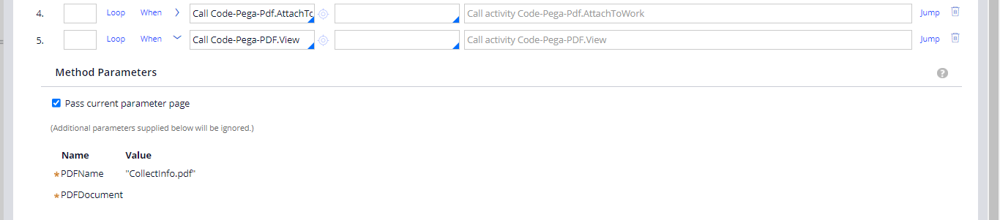 4. Loop When Call Code-Pega-Pdf.AttachTo Call activity Code-Pega-Pdf.AttachToWork Jump
5. Loop When Call Code-Pega-PDF.View Call activity Code-Pega-PDF.View Jump
Method Parameters ?
Pass current parameter page
(Additional parameters supplied below will be ignored.)
Name Value
*PDFName "CollectInfo.pdf"
*PDFDocument